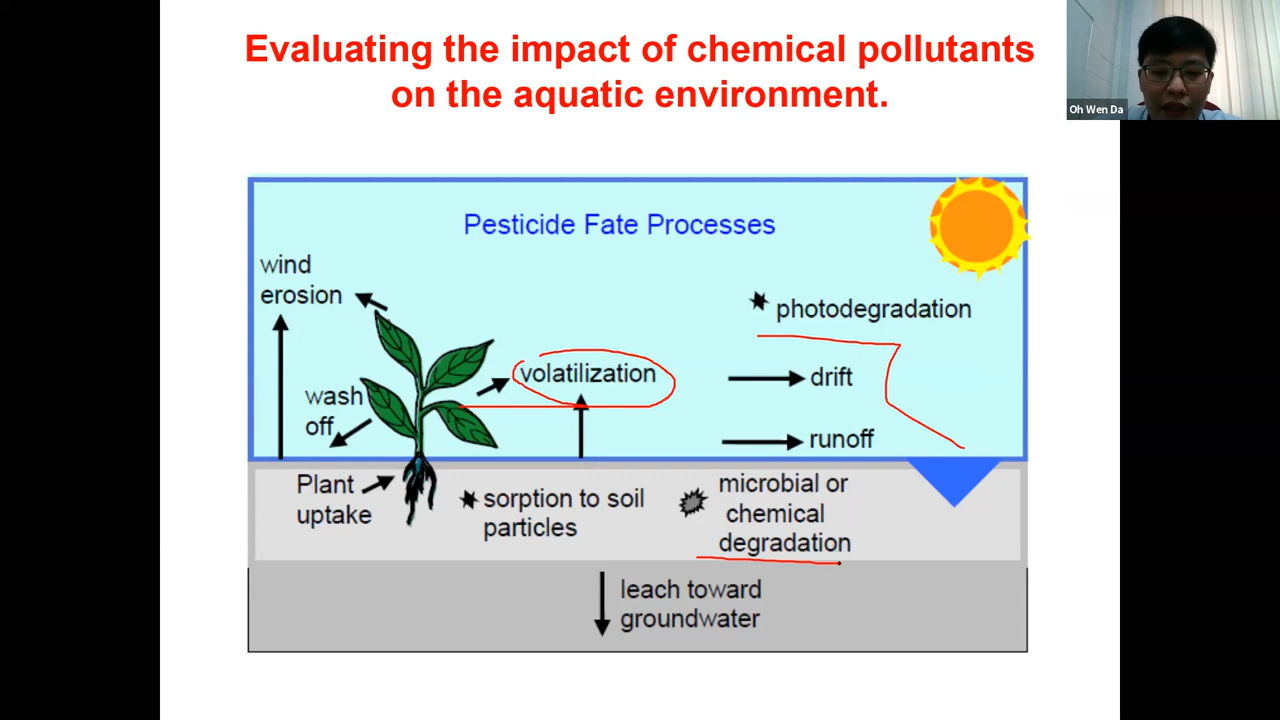 Evaluating the impact of chemical pollutants
on the aquatic environment.
Oh Wen Da
Pesticide Fate Processes
wind
erosion
photodegradation
volatilization
drift
wash
off
runoff
Plant
uptake
sorption to soil
particles
microbial or
chemical
degradation
leach toward
groundwater